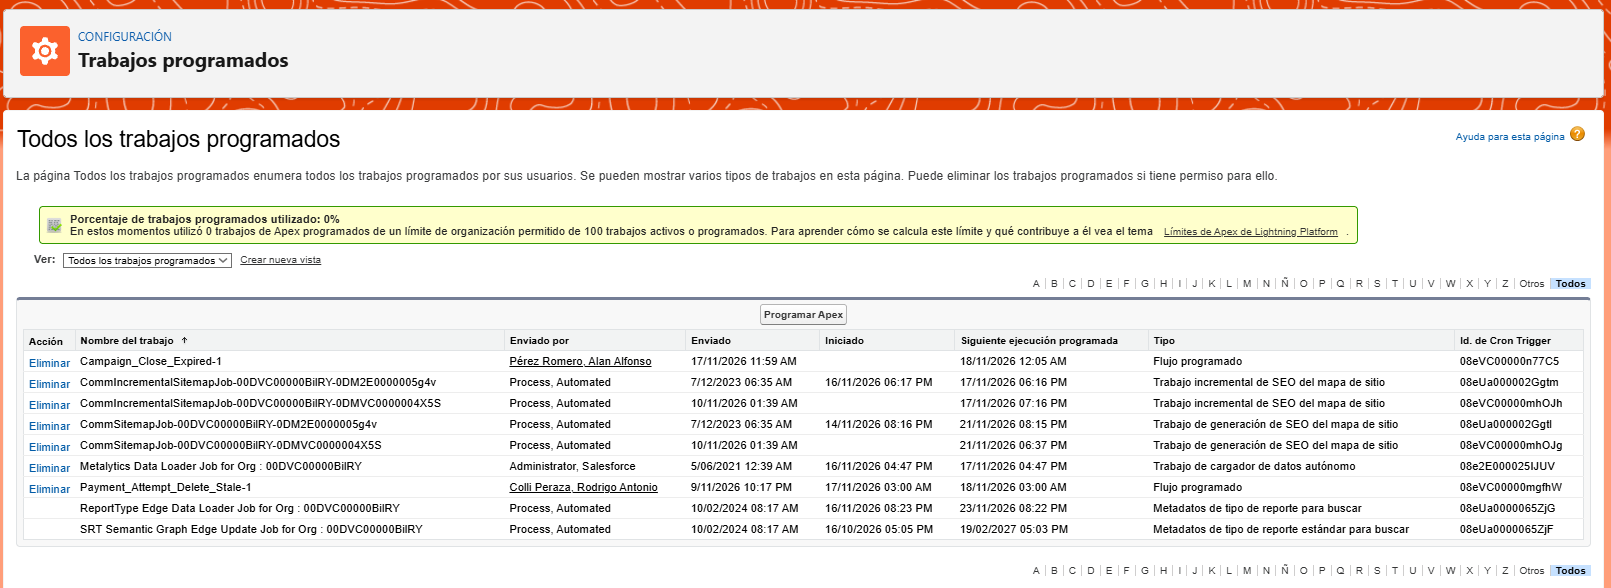 CONFIGURACIÓN
Trabajos programados
Todos los trabajos programados
Ayuda para esta página ?
La página Todos los trabajos programados enumera todos los trabajos programados por sus usuarios. Se pueden mostrar varios tipos de trabajos en esta página. Puede eliminar los trabajos programados si tiene permiso para ello.
Porcentaje de trabajos programados utilizado: 0%
En estos momentos utilizó 0 trabajos de Apex programados de un límite de organización permitido de 100 trabajos activos o programados. Para aprender cómo se calcula este límite y qué contribuye a él vea el tema Límites de Apex de Lightning Platform .
Ver: Todos los trabajos programados Crear nueva vista
A | B | C | D | E | F | G | H | I | J | K | L | M | N | Ñ | O | P | Q | R | S | T | U | V | W | X | Y | Z | Otros | Todos
Programar Apex
Acción Nombre del trabajo ↑ Enviado por Enviado Iniciado Siguiente ejecución programada Tipo Id. de Cron Trigger
Eliminar Campaign_Close_Expired-1 Pérez Romero, Alan Alfonso 17/11/2026 11:59 AM 18/11/2026 12:05 AM Flujo programado 08eVC00000n77C5
Eliminar CommIncrementalSitemapJob-00DVC00000BilRY-0DM2E0000005g4v Process, Automated 7/12/2023 06:35 AM 16/11/2026 06:17 PM 17/11/2026 06:16 PM Trabajo incremental de SEO del mapa de sitio 08eUa000002Ggtm
Eliminar CommIncrementalSitemapJob-00DVC00000BilRY-0DMVC0000004X5S Process, Automated 10/11/2026 01:39 AM 17/11/2026 07:16 PM Trabajo incremental de SEO del mapa de sitio 08eVC00000mhOJh
Eliminar CommSitemapJob-00DVC00000BilRY-0DM2E0000005g4v Process, Automated 7/12/2023 06:35 AM 14/11/2026 08:16 PM 21/11/2026 08:15 PM Trabajo de generación de SEO del mapa de sitio 08eUa000002Ggtl
Eliminar CommSitemapJob-00DVC00000BilRY-0DMVC0000004X5S Process, Automated 10/11/2026 01:39 AM 21/11/2026 06:37 PM Trabajo de generación de SEO del mapa de sitio 08eVC00000mhOJg
Eliminar Metalytics Data Loader Job for Org : 00DVC00000BilRY Administrator, Salesforce 5/06/2021 12:39 AM 16/11/2026 04:47 PM 17/11/2026 04:47 PM Trabajo de cargador de datos autónomo 08e2E000025IJUV
Eliminar Payment_Attempt_Delete_Stale-1 Colli Peraza, Rodrigo Antonio 9/11/2026 10:17 PM 17/11/2026 03:00 AM 18/11/2026 03:00 AM Flujo programado 08eVC00000mgfhW
ReportType Edge Data Loader Job for Org : 00DVC00000BilRY Process, Automated 10/02/2024 08:17 AM 16/11/2026 08:23 PM 23/11/2026 08:22 PM Metadatos de tipo de reporte para buscar 08eUa0000065ZjG
SRT Semantic Graph Edge Update Job for Org : 00DVC00000BilRY Process, Automated 10/02/2024 08:17 AM 16/10/2026 05:05 PM 19/02/2027 05:03 PM Metadatos de tipo de reporte estándar para buscar 08eUa0000065ZjF
A | B | C | D | E | F | G | H | I | J | K | L | M | N | Ñ | O | P | Q | R | S | T | U | V | W | X | Y | Z | Otros | Todos